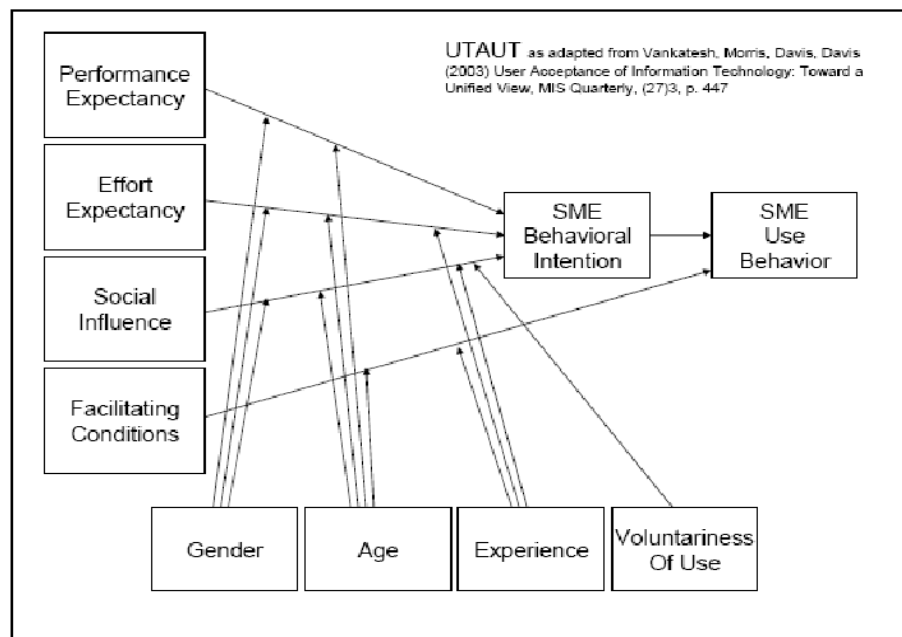 UTAUT as adapted from Vankatesh, Morris, Davis, Davis
(2003) User Acceptance of Information Technology: Toward a
Unified View, MIS Quarterly, (27)3, p. 447
Performance
Expectancy
Effort
Expectancy
Social
Influence
Facilitating
Conditions
SME
Behavioral
Intention
SME
Use
Behavior
Gender
Age
Experience
Voluntariness
Of Use